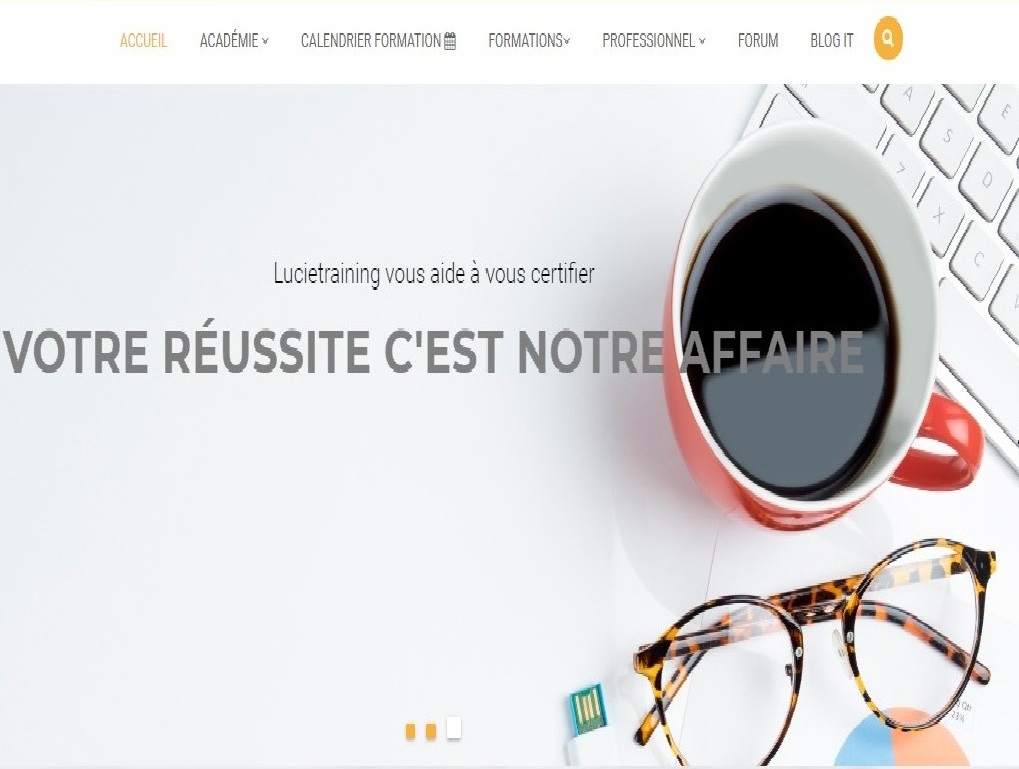 ACCUEIL ACADÉMIE CALENDRIER FORMATION FORMATIONS PROFESSIONNEL FORUM BLOG IT
Lucietraining vous aide à vous certifier
VOTRE RÉUSSITE C'EST NOTRE AFFAIRE
A
E
S
D
X
C
23%